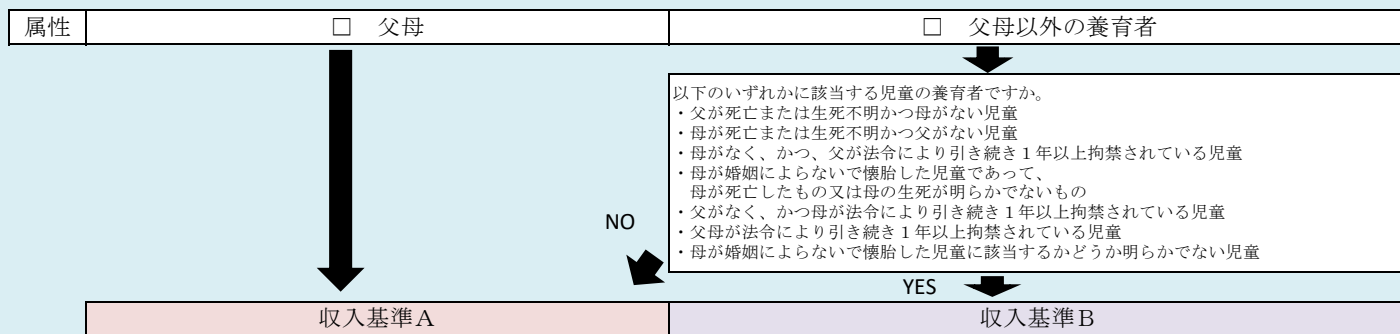 属性
□ 父母
□ 父母以外の養育者
以下のいずれかに該当する児童の養育者ですか。
・父が死亡または生死不明かつ母がない児童
・母が死亡または生死不明かつ父がない児童
・母がなく、かつ、父が法令により引き続き１年以上拘禁されている児童
・母が婚姻によらないで懐胎した児童であって、
母が死亡したもの又は母の生死が明らかでないもの
・父がなく、かつ母が法令により引き続き１年以上拘禁されている児童
・父母が法令により引き続き１年以上拘禁されている児童
・母が婚姻によらないで懐胎した児童に該当するかどうか明らかでない児童
NO
YES
収入基準Ａ
収入基準Ｂ